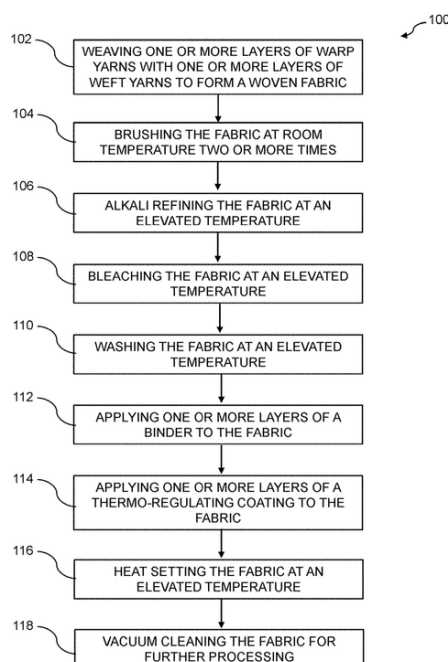 100
102
WEAVING ONE OR MORE LAYERS OF WARP
YARNS WITH ONE OR MORE LAYERS OF
WEFT YARNS TO FORM A WOVEN FABRIC
104
BRUSHING THE FABRIC AT ROOM
TEMPERATURE TWO OR MORE TIMES
106
ALKALI REFINING THE FABRIC AT AN
ELEVATED TEMPERATURE
108
BLEACHING THE FABRIC AT AN ELEVATED
TEMPERATURE
110
WASHING THE FABRIC AT AN ELEVATED
TEMPERATURE
112
APPLYING ONE OR MORE LAYERS OF A
BINDER TO THE FABRIC
114
APPLYING ONE OR MORE LAYERS OF A
THERMO-REGULATING COATING TO THE
FABRIC
116
HEAT SETTING THE FABRIC AT AN
ELEVATED TEMPERATURE
118
VACUUM CLEANING THE FABRIC FOR
FURTHER PROCESSING